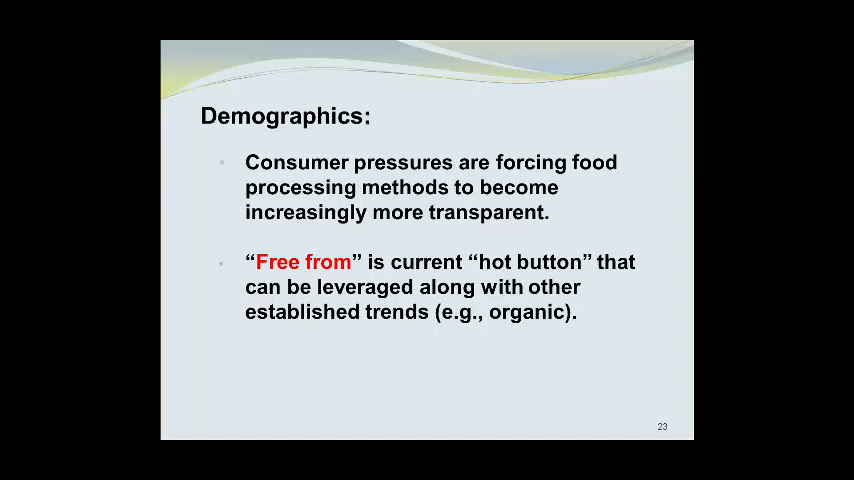 Demographics:
Consumer pressures are forcing food
processing methods to become
increasingly more transparent.
“Free from” is current “hot button” that
can be leveraged along with other
established trends (e.g., organic).
23